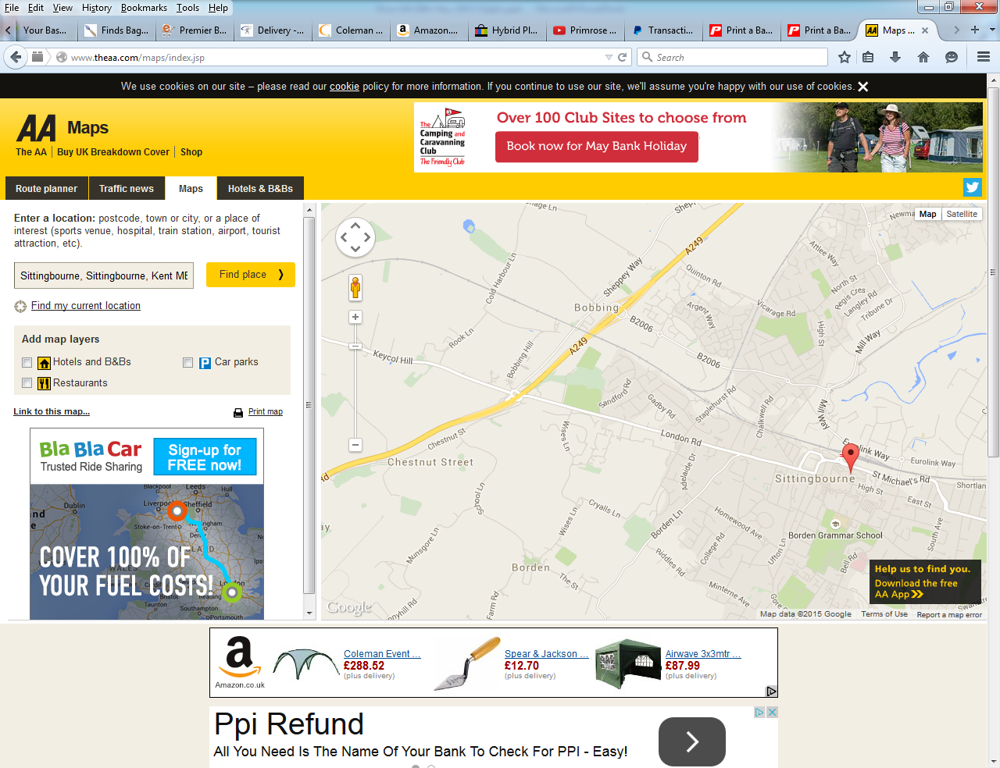 File Edit View History Bookmarks Tools Help
Your Bas... Finds Bag... Premier B... Delivery -... Coleman ... Amazon.... Hybrid Pl... Primrose ... Transacti... Print a Ba... Print a Ba... Maps ...
www.theaa.com/maps/index.jsp
Search
We use cookies on our site – please read our cookie policy for more information. If you continue to use our site, we'll assume you're happy with our use of cookies.
AA Maps
The AA Buy UK Breakdown Cover Shop
The Camping and Caravanning Club
The Friendly Club
Over 100 Club Sites to choose from
Book now for May Bank Holiday
Route planner Traffic news Maps Hotels & B&Bs
Enter a location: postcode, town or city, or a place of
interest (sports venue, hospital, train station, airport, tourist
attraction, etc).
Sittingbourne, Sittingbourne, Kent ME
Find place
Find my current location
Add map layers
Hotels and B&Bs
P Car parks
Restaurants
Link to this map...
Print map
Bla Bla Car
Trusted Ride Sharing
Sign-up for
FREE now!
Blackpool Leeds Hull
Dublin
Liverpool Sheffield
Stoke-on-Trent
COVER 100% OF
YOUR FUEL COSTS!
Taunton Southampton
Portsmouth
Map Satellite
A249
Sheppey Way
Cold Harbour Ln
Quinton Rd
Attlee Way
North St
Regis Cres
Langley Rd
Tribune Dr
Bobbing
B2006
Argent Way
Vicarage Rd
High St
Mill Way
Rook Ln
A249
Keycol Hill
Bobbing Hill
B2006
Sandford Rd
Gadby Rd
Staplehurst Rd
Chalkwell Rd
Mill Way
Chestnut St
Wises Ln
London Rd
Eurolink Way
Eurolink Way
Chestnut Street
Adelaide Dr
Sittingbourne
St Michael's Rd
High St
Shortlan
East St
School Ln
Cryalls Ln
Wises Ln
Borden Ln
Homewood Ave
Borden Grammar School
South Ave
Munsgore Ln
College Rd
Ufton Ln
Riddles Rd
Bell Rd
Borden
The St
Minterne Ave
Farm Rd
Gore Co
Swanstre
Help us to find you.
Download the free
AA App
Google
Map data ©2015 Google Terms of Use Report a map error
a
Amazon.co.uk
Coleman Event ...
£288.52
(plus delivery)
Spear & Jackson ...
£12.70
(plus delivery)
Airwave 3x3mtr ...
£87.99
(plus delivery)
Ppi Refund
All You Need Is The Name Of Your Bank To Check For PPI - Easy!